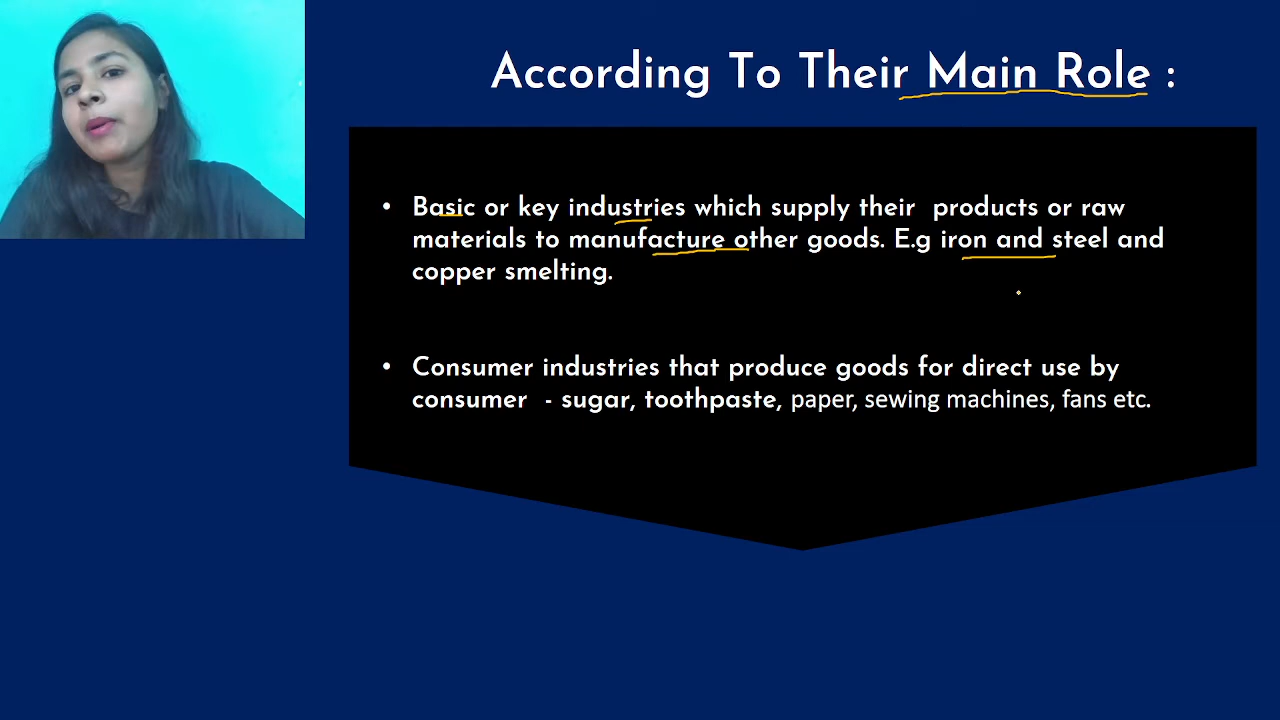 According To Their Main Role :
• Basic or key industries which supply their products or raw
materials to manufacture other goods. E.g iron and steel and
copper smelting.
• Consumer industries that produce goods for direct use by
consumer - sugar, toothpaste, paper, sewing machines, fans etc.